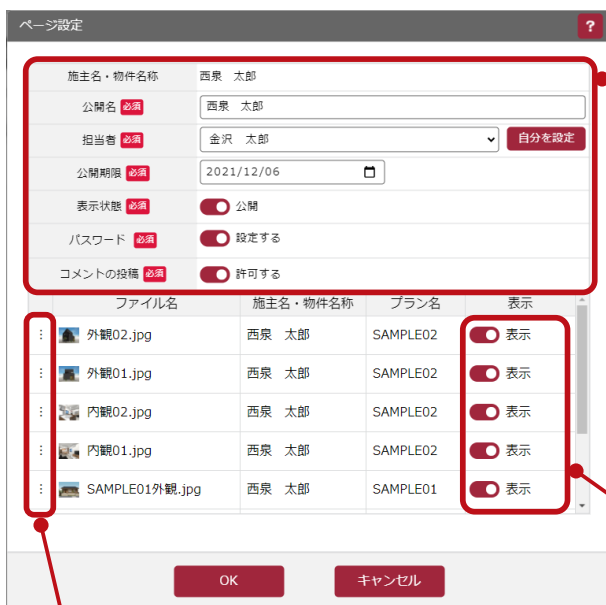 ページ設定 ?
施主名・物件名称 西泉 太郎
公開名 必須 西泉 太郎
担当者 必須 金沢 太郎 自分を設定
公開期限 必須 2021/12/06
表示状態 必須 公開
パスワード 必須 設定する
コメントの投稿 必須 許可する
ファイル名 施主名・物件名称 プラン名 表示
外観02.jpg 西泉 太郎 SAMPLE02 表示
外観01.jpg 西泉 太郎 SAMPLE02 表示
内観02.jpg 西泉 太郎 SAMPLE02 表示
内観01.jpg 西泉 太郎 SAMPLE02 表示
SAMPLE01外観.jpg 西泉 太郎 SAMPLE01 表示
OK キャンセル